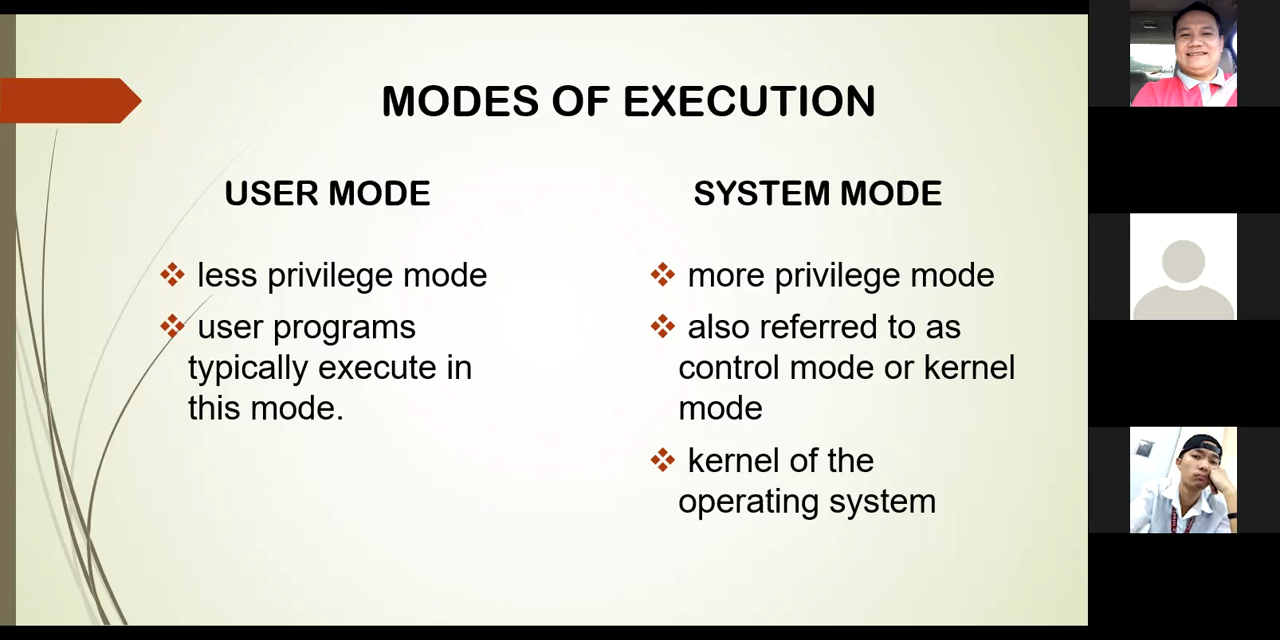 MODES OF EXECUTION
USER MODE
less privilege mode
user programs
typically execute in
this mode.
SYSTEM MODE
more privilege mode
also referred to as
control mode or kernel
mode
kernel of the
operating system